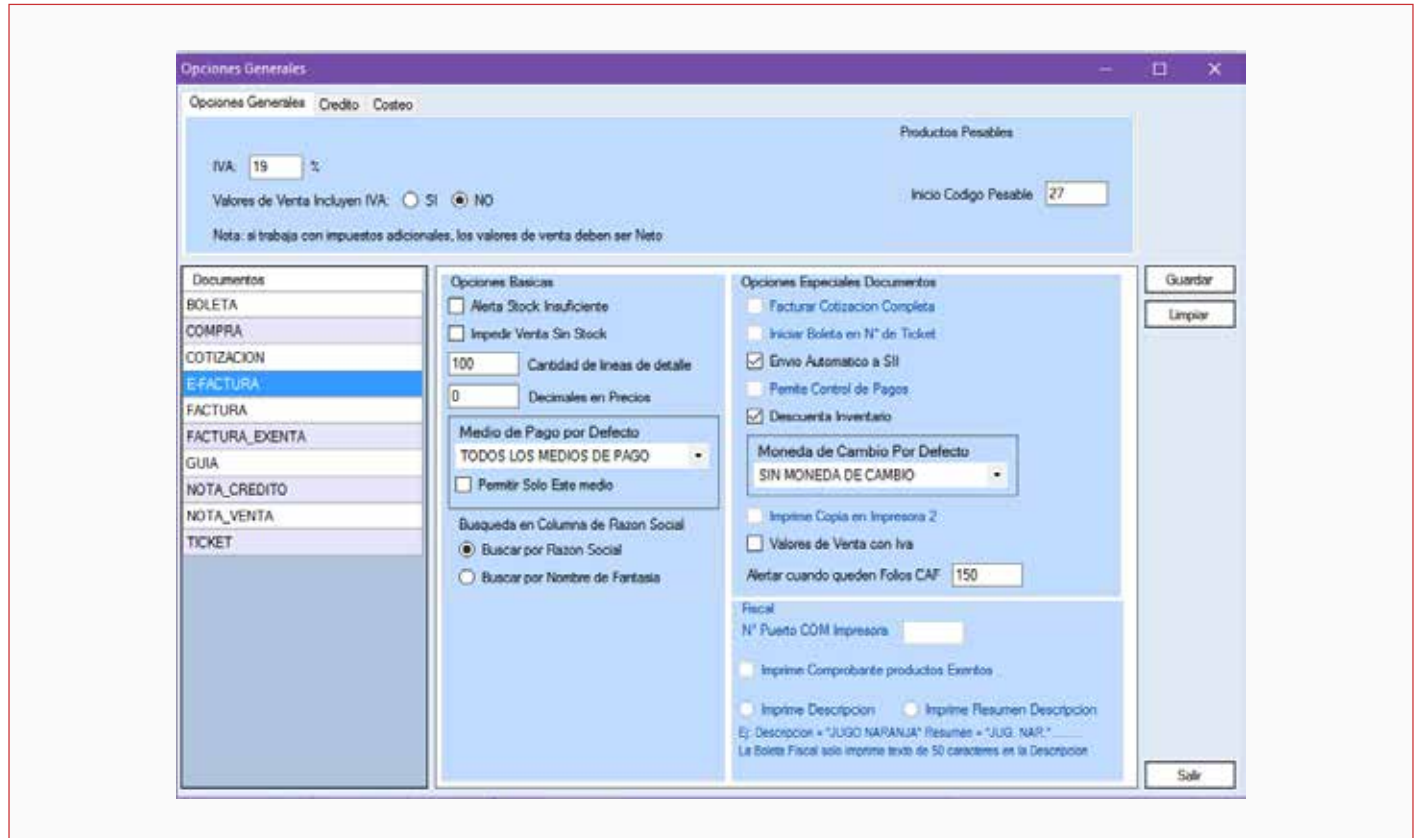 Opciones Generales
Opciones Generales Credito Costeo
Productos Pesables
IVA: 19 %
Valores de Venta Incluyen IVA: SI NO
Inicio Codigo Pesable 27
Nota: si trabaja con impuestos adicionales, los valores de venta deben ser Neto
Documentos
BOLETA
COMPRA
COTIZACION
E-FACTURA
FACTURA
FACTURA_EXENTA
GUIA
NOTA_CREDITO
NOTA_VENTA
TICKET
Opciones Basicas
Alerta Stock Insuficiente
Impedir Venta Sin Stock
100 Cantidad de lineas de detalle
0 Decimales en Precios
Medio de Pago por Defecto
TODOS LOS MEDIOS DE PAGO
Permitir Solo Este medio
Busqueda en Columna de Razon Social
Buscar por Razon Social
Buscar por Nombre de Fantasia
Opciones Especiales Documentos
Facturar Cotizacion Completa
Iniciar Boleta en N° de Ticket
Envio Automatico a SII
Permite Control de Pagos
Descuenta Inventario
Moneda de Cambio Por Defecto
SIN MONEDA DE CAMBIO
Imprime Copia en Impresora 2
Valores de Venta con Iva
Alertar cuando queden Folios CAF 150
Fiscal
N° Puerto COM Impresora
Imprime Comprobante productos Exentos
Imprime Descripcion Imprime Resumen Descripcion
Ej: Descripcion = "JUGO NARANJA" Resumen = "JUG. NAR."........
La Boleta Fiscal solo imprime texto de 50 caracteres en la Descripcion
Guardar
Limpiar
Salir